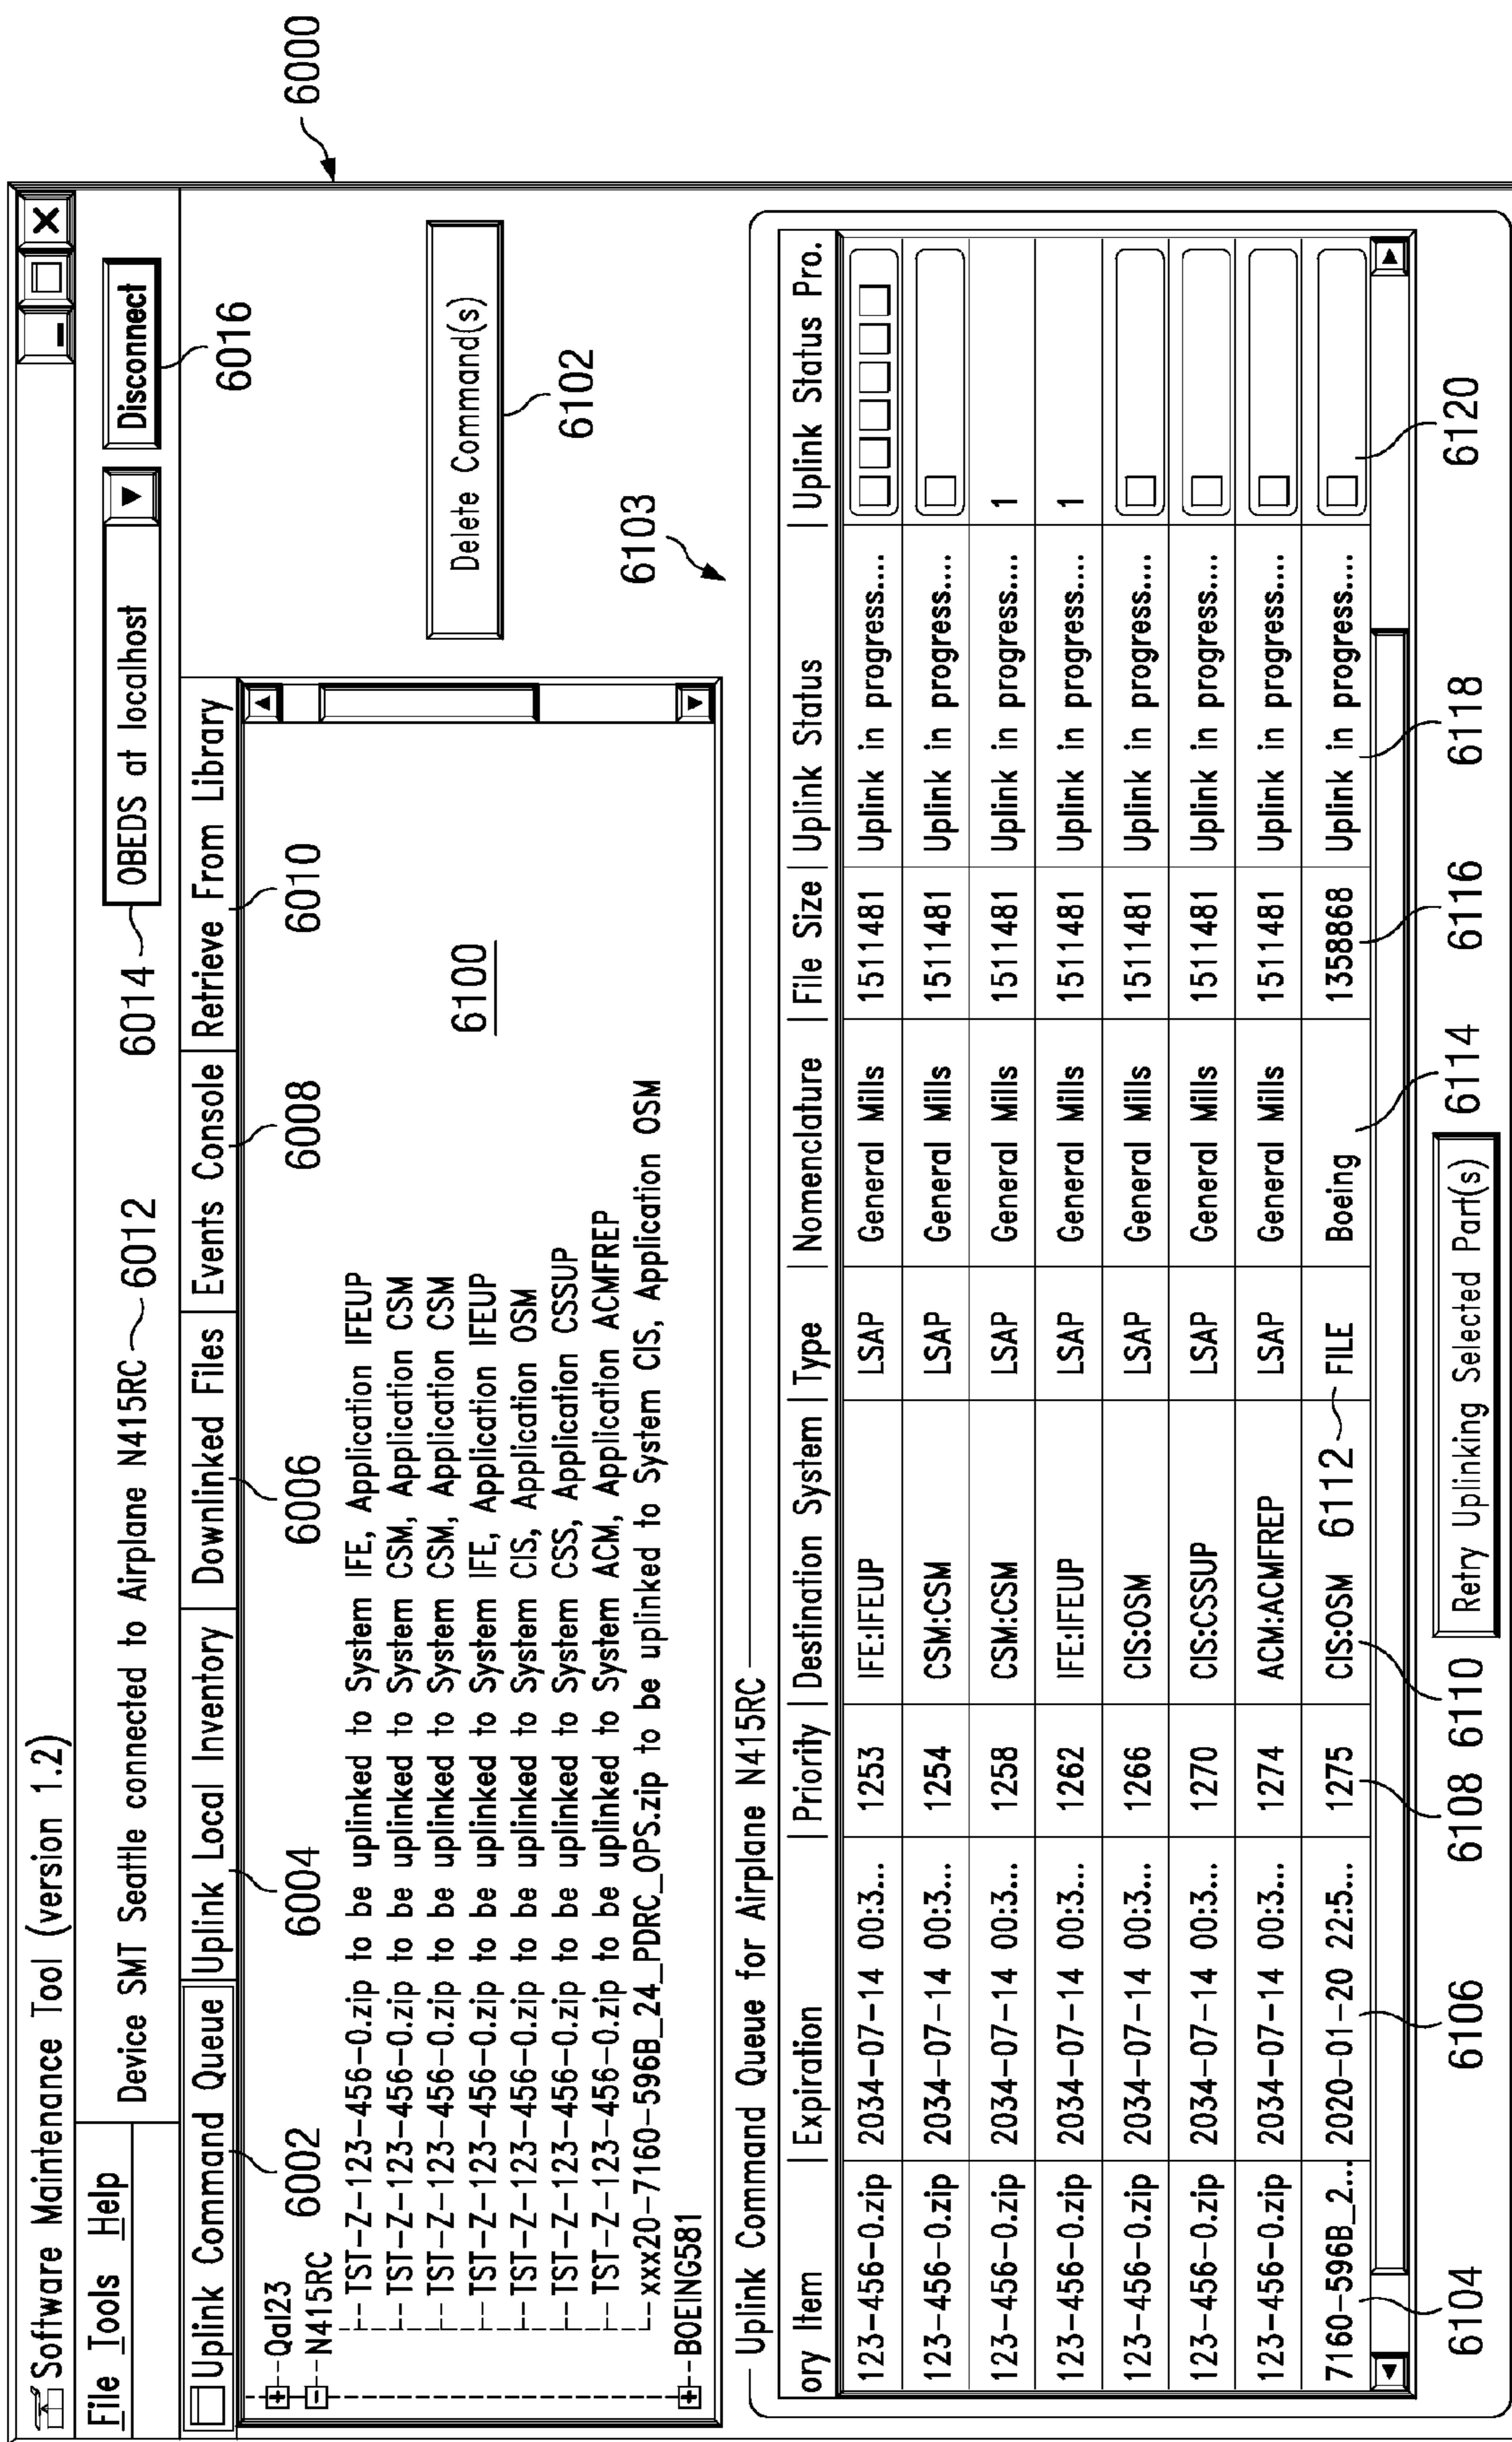 Software Maintenance Tool (version 1.2)
File Tools Help
Device SMT Seattle connected to Airplane N415RC 6012
6014 OBEDS at localhost
Disconnect
6000
6016
Uplink Command Queue | Uplink Local Inventory | Downlinked Files | Events Console | Retrieve From Library
6002 6004 6006 6008 6010
Qal23
N415RC
TST-Z-123-456-0.zip to be uplinked to System IFE, Application IFEUP
TST-Z-123-456-0.zip to be uplinked to System CSM, Application CSM
TST-Z-123-456-0.zip to be uplinked to System CSM, Application CSM
TST-Z-123-456-0.zip to be uplinked to System IFE, Application IFEUP
TST-Z-123-456-0.zip to be uplinked to System CIS, Application OSM
TST-Z-123-456-0.zip to be uplinked to System CSS, Application CSSUP
TST-Z-123-456-0.zip to be uplinked to System ACM, Application ACMFREP
xxx20-7160-596B_24_PDRC_OPS.zip to be uplinked to System CIS, Application OSM
BOEING581
6100
Delete Command(s)
6102
6103
Uplink Command Queue for Airplane N415RC
ory Item | Expiration | Priority | Destination System | Type | Nomenclature | File Size | Uplink Status | Uplink Status Pro.
123-456-0.zip 2034-07-14 00:3... 1253 IFE:IFEUP LSAP General Mills 1511481 Uplink in progress....
123-456-0.zip 2034-07-14 00:3... 1254 CSM:CSM LSAP General Mills 1511481 Uplink in progress....
123-456-0.zip 2034-07-14 00:3... 1258 CSM:CSM LSAP General Mills 1511481 Uplink in progress.... 1
123-456-0.zip 2034-07-14 00:3... 1262 IFE:IFEUP LSAP General Mills 1511481 Uplink in progress.... 1
123-456-0.zip 2034-07-14 00:3... 1266 CIS:OSM LSAP General Mills 1511481 Uplink in progress....
123-456-0.zip 2034-07-14 00:3... 1270 CIS:CSSUP LSAP General Mills 1511481 Uplink in progress....
123-456-0.zip 2034-07-14 00:3... 1274 ACM:ACMFREP LSAP General Mills 1511481 Uplink in progress....
7160-596B_2... 2020-01-20 22:5... 1275 CIS:OSM 6112 FILE Boeing 1358868 Uplink in progress....
Retry Uplinking Selected Part(s)
6104 6106 6108 6110 6114 6116 6118 6120